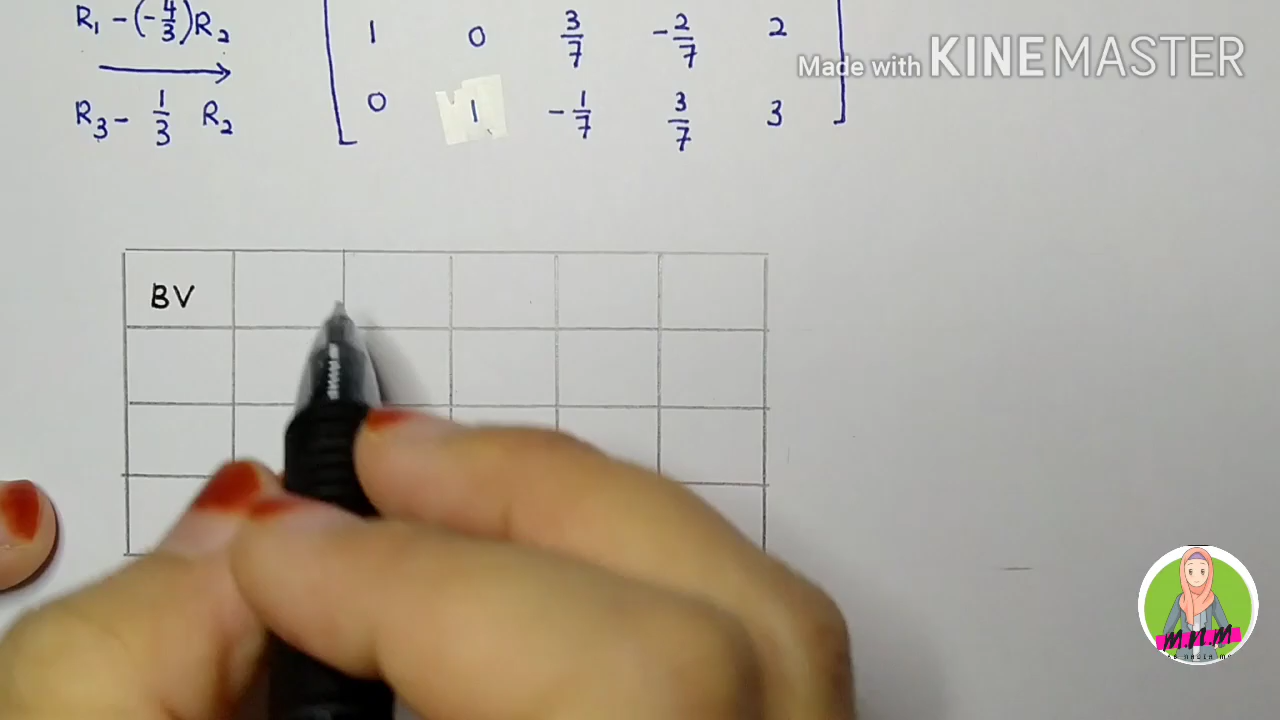 R₁ - (-4/3)R₂
1 0 3/7 -2/7 2
Made with KINEMASTER
R₃ - 1/3 R₂
0 1 -1/7 3/7 3
BV
M.N.M